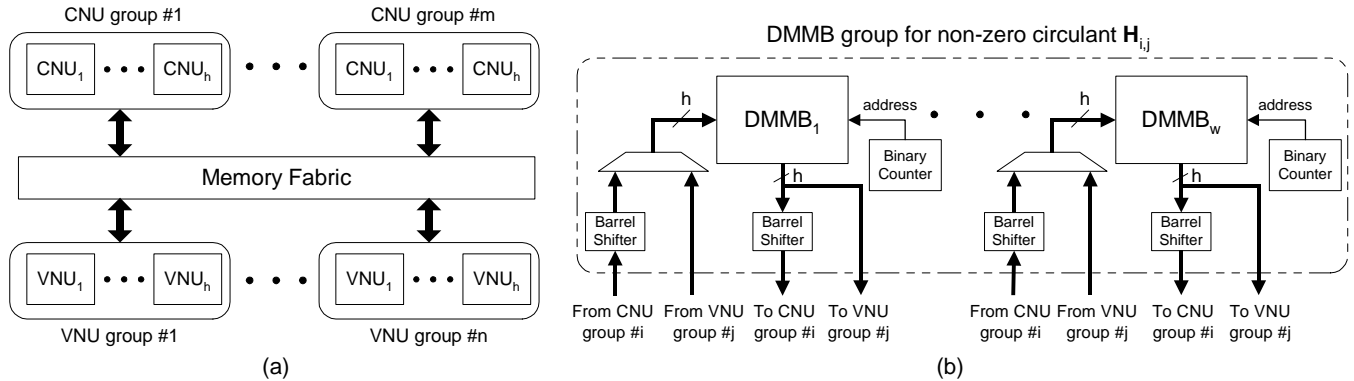 CNU group #1
CNU group #m
CNU1
CNUh
CNU1
CNUh
Memory Fabric
VNU1
VNUh
VNU1
VNUh
VNU group #1
VNU group #n
(a)
DMMB group for non-zero circulant Hi,j
h
DMMB1
address
Binary
Counter
h
Barrel
Shifter
Barrel
Shifter
From CNU
group #i
From VNU
group #j
To CNU
group #i
To VNU
group #j
h
DMMBw
address
Binary
Counter
h
Barrel
Shifter
Barrel
Shifter
From CNU
group #i
From VNU
group #j
To CNU
group #i
To VNU
group #j
(b)